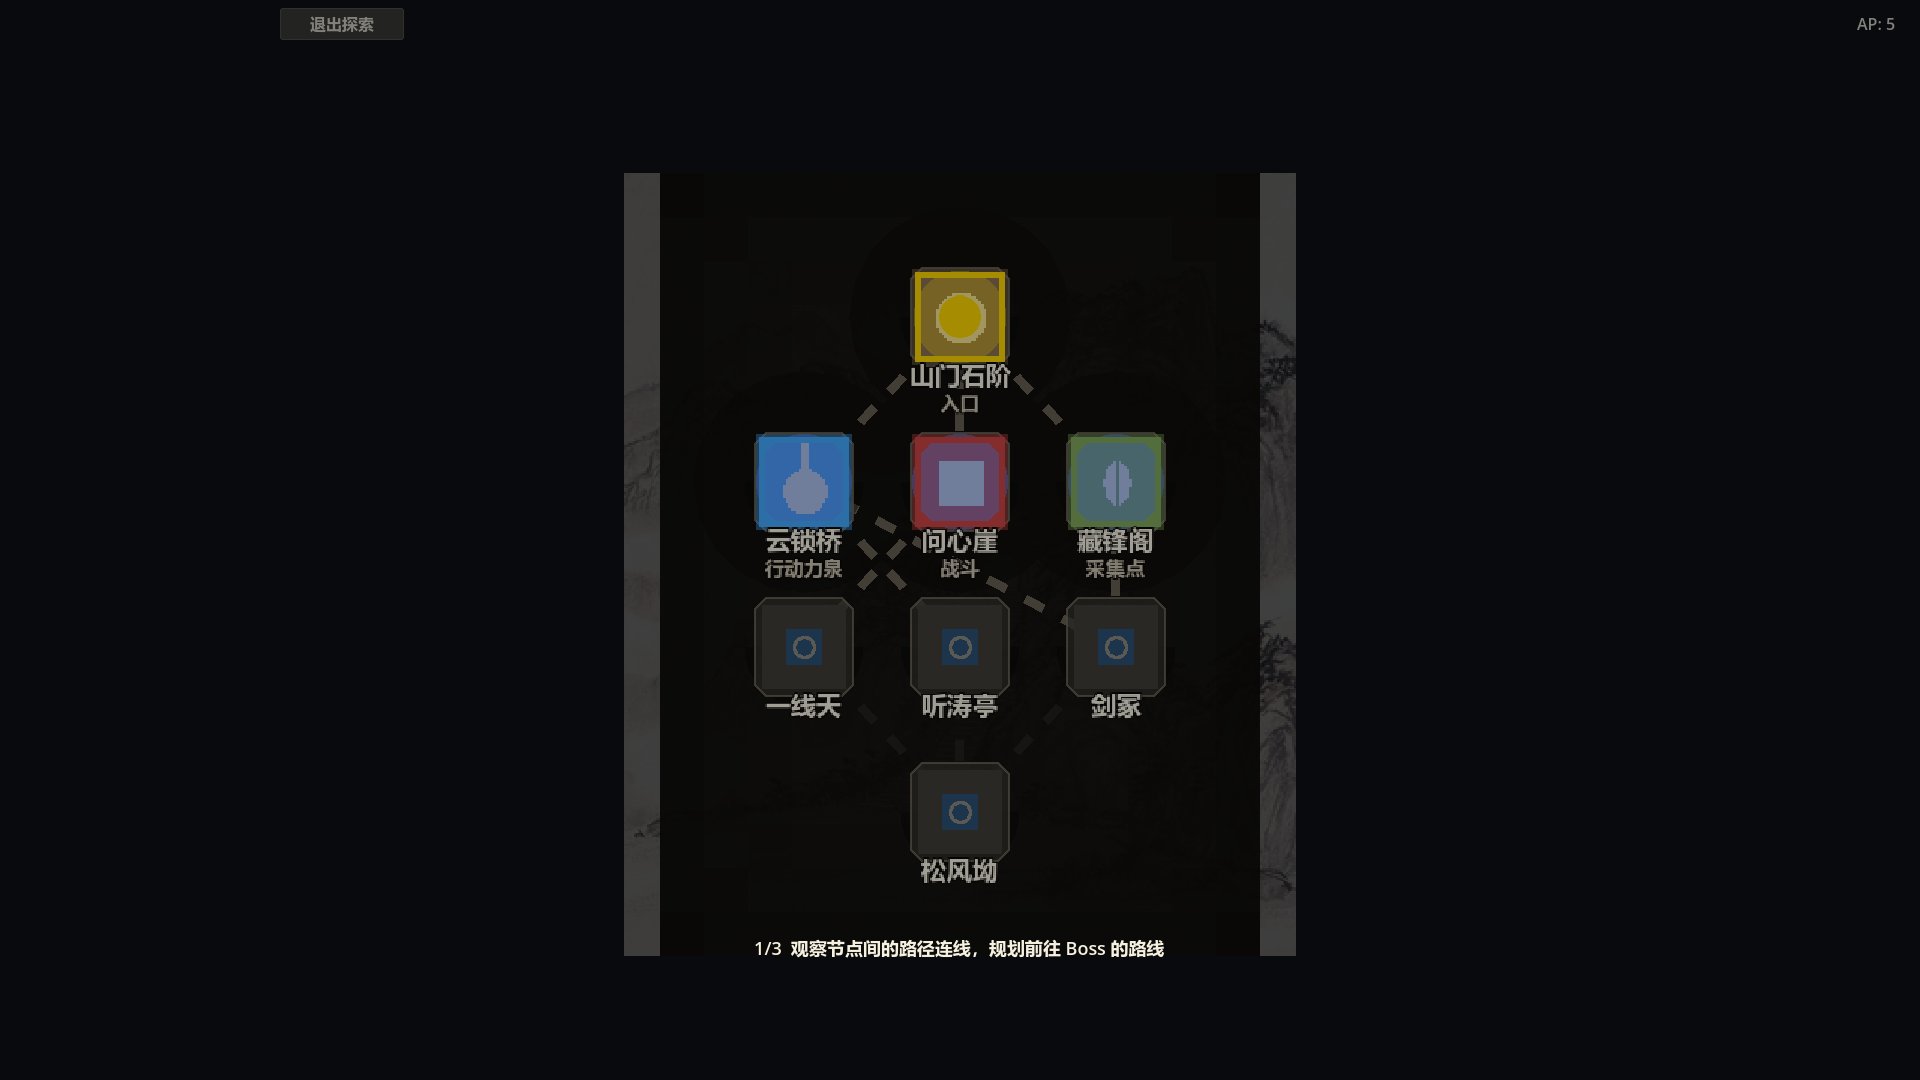 退出探索
AP: 5
山门石阶
入口
云锁桥
行动力泉
问心崖
战斗
藏锋阁
采集点
一线天
听涛亭
剑冢
松风坳
1/3 观察节点间的路径连线，规划前往 Boss 的路线